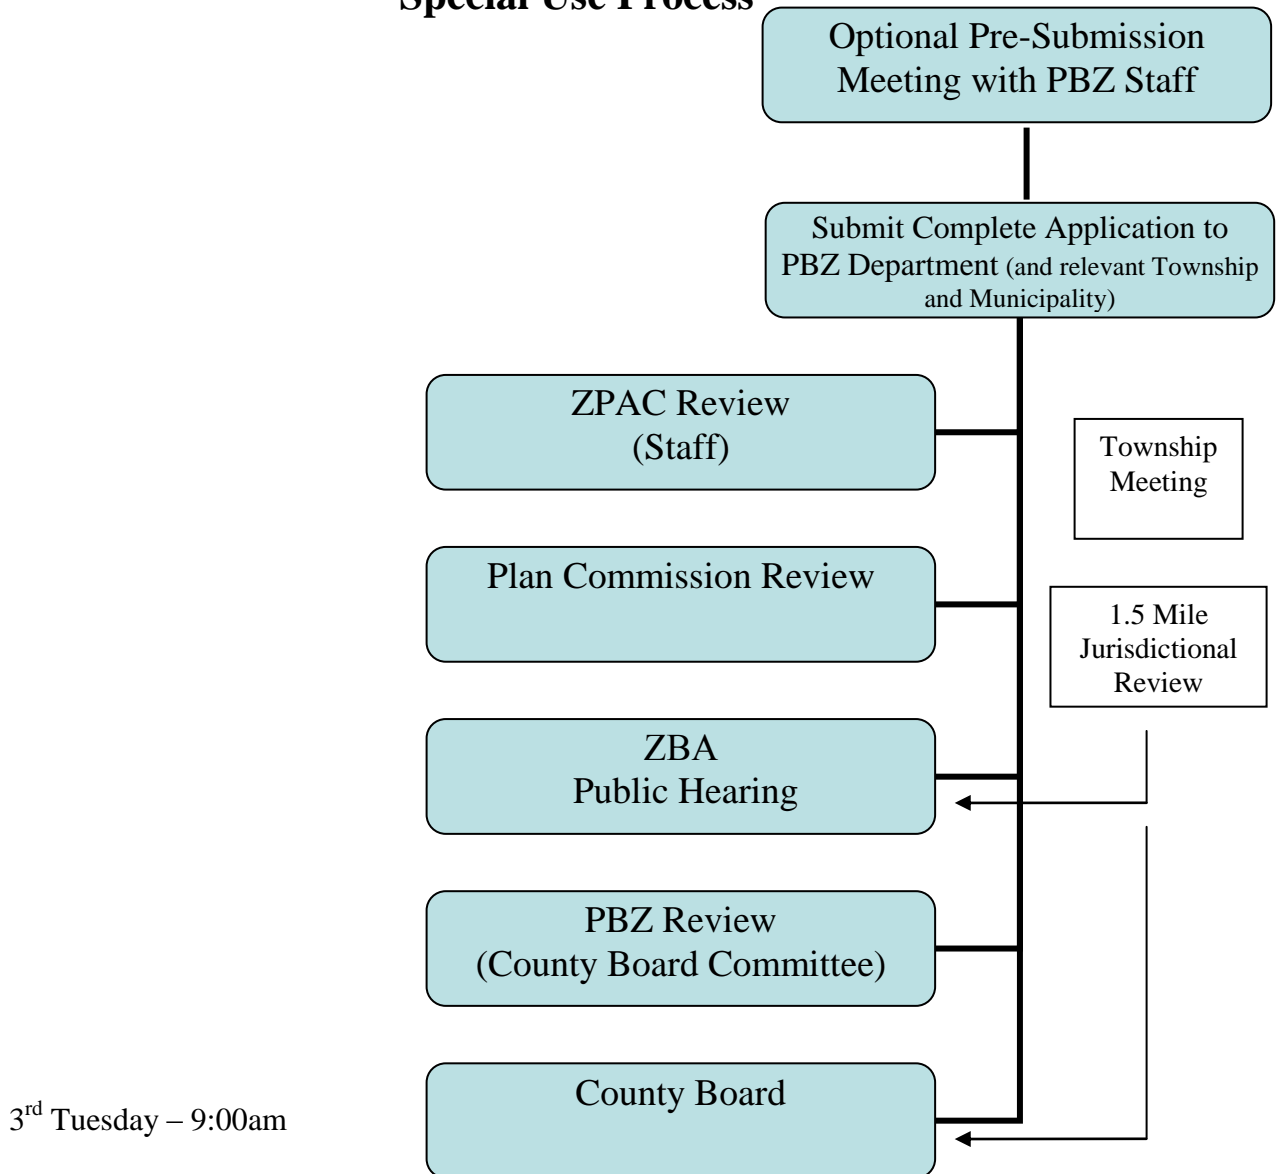 Special Use Process
Optional Pre-Submission
Meeting with PBZ Staff
Submit Complete Application to
PBZ Department (and relevant Township
and Municipality)
ZPAC Review
(Staff)
Township
Meeting
Plan Commission Review
1.5 Mile
Jurisdictional
Review
ZBA
Public Hearing
PBZ Review
(County Board Committee)
County Board
3rd Tuesday – 9:00am